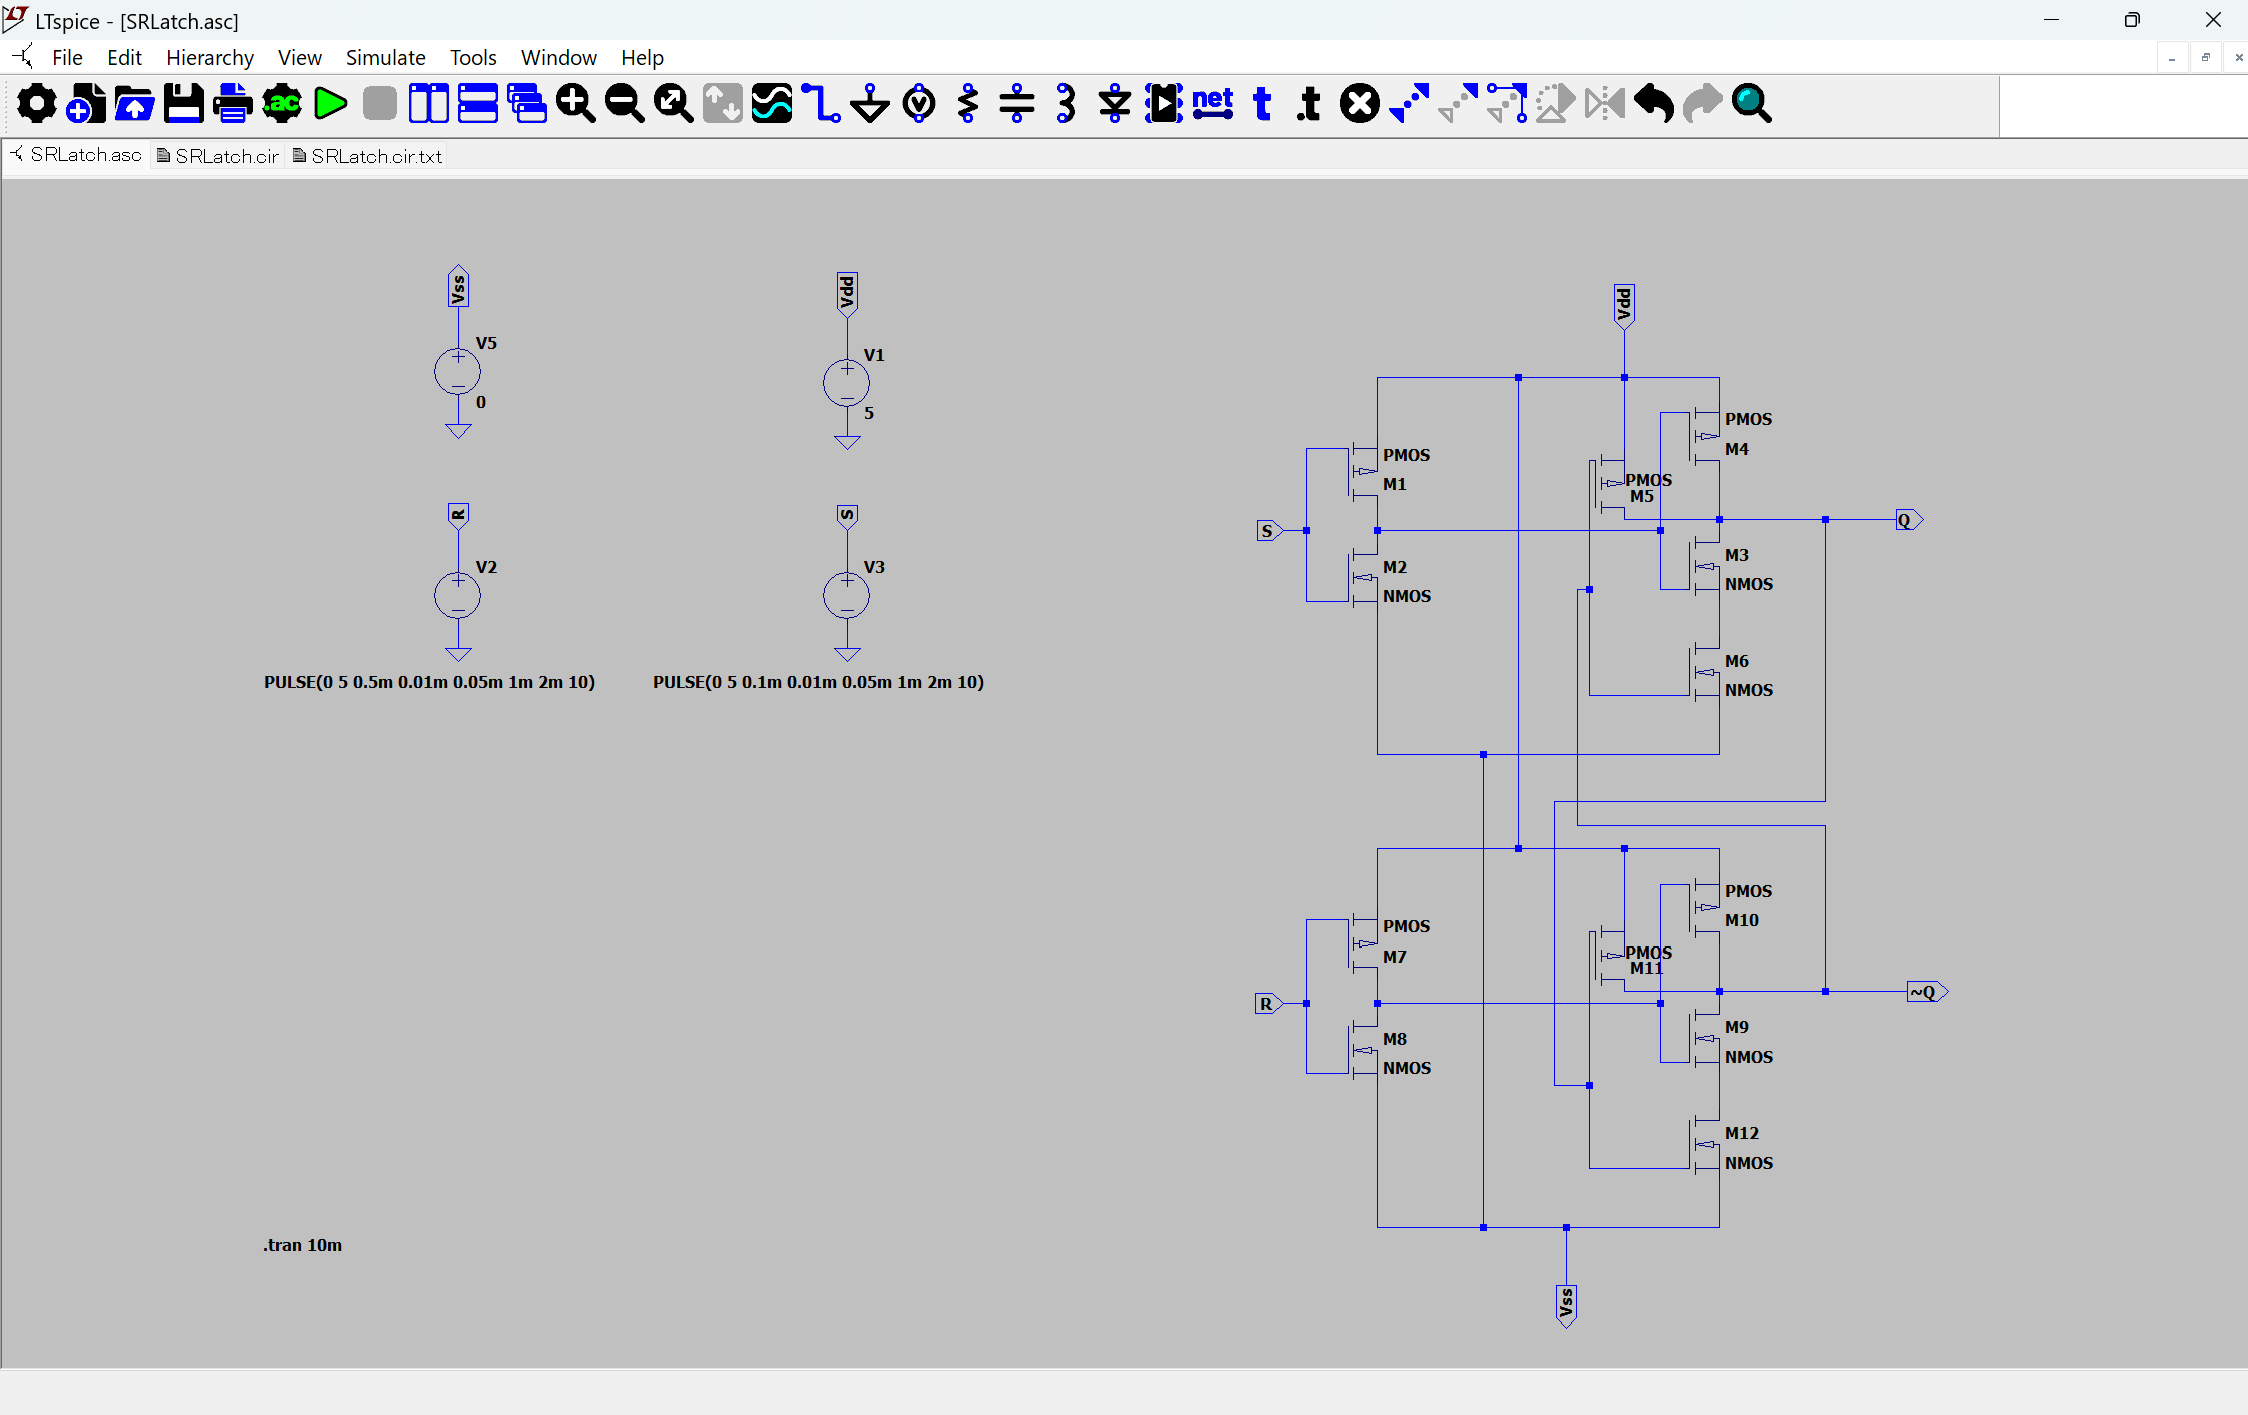 LTspice - [SRLatch.asc]
File Edit Hierarchy View Simulate Tools Window Help
.ac net t .t
SRLatch.asc SRLatch.cir SRLatch.cir.txt
Vss
V5
0
Vdd
V1
5
R
V2
PULSE(0 5 0.5m 0.01m 0.05m 1m 2m 10)
S
V3
PULSE(0 5 0.1m 0.01m 0.05m 1m 2m 10)
.tran 10m
Vdd
PMOS
M4
PMOS
M1
PMOS
M5
S
Q
M3
NMOS
M2
NMOS
M6
NMOS
PMOS
M10
PMOS
M7
PMOS
M11
R
~Q
M9
NMOS
M8
NMOS
M12
NMOS
Vss